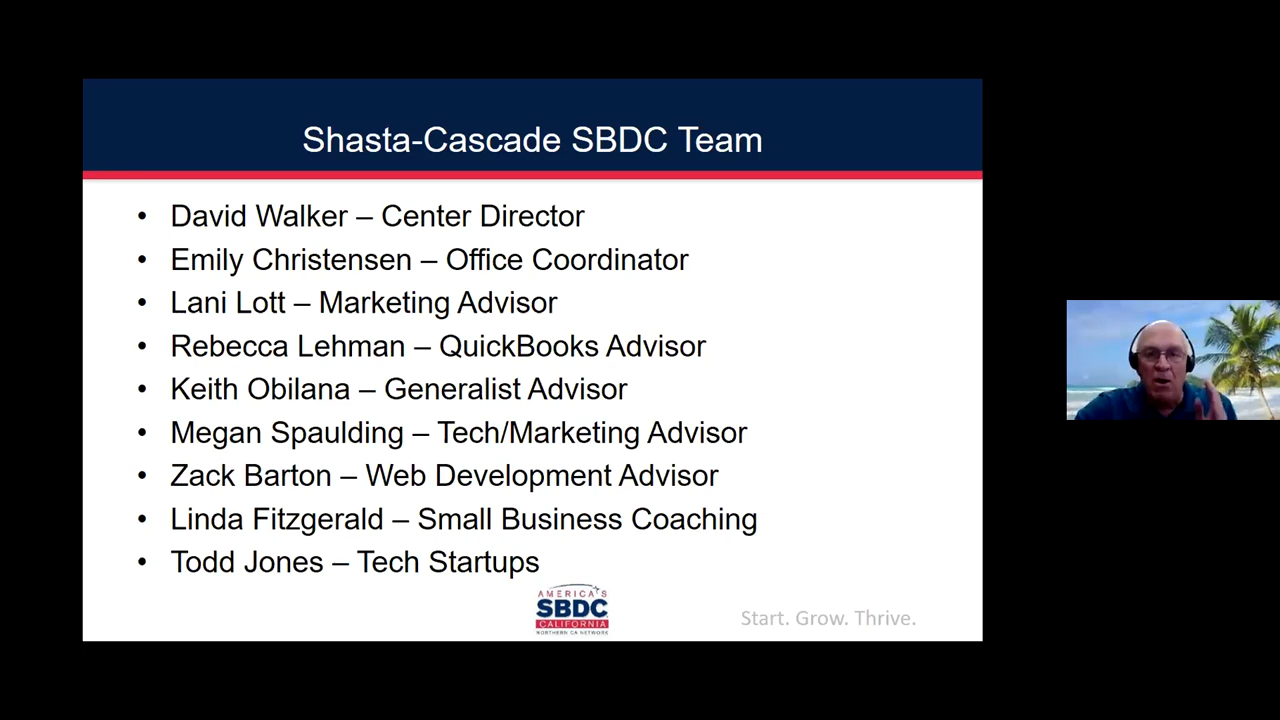 Shasta-Cascade SBDC Team
• David Walker – Center Director
• Emily Christensen – Office Coordinator
• Lani Lott – Marketing Advisor
• Rebecca Lehman – QuickBooks Advisor
• Keith Obilana – Generalist Advisor
• Megan Spaulding – Tech/Marketing Advisor
• Zack Barton – Web Development Advisor
• Linda Fitzgerald – Small Business Coaching
• Todd Jones – Tech Startups
AMERICA'S
SBDC
CALIFORNIA
NORTHERN CA NETWORK
Start. Grow. Thrive.